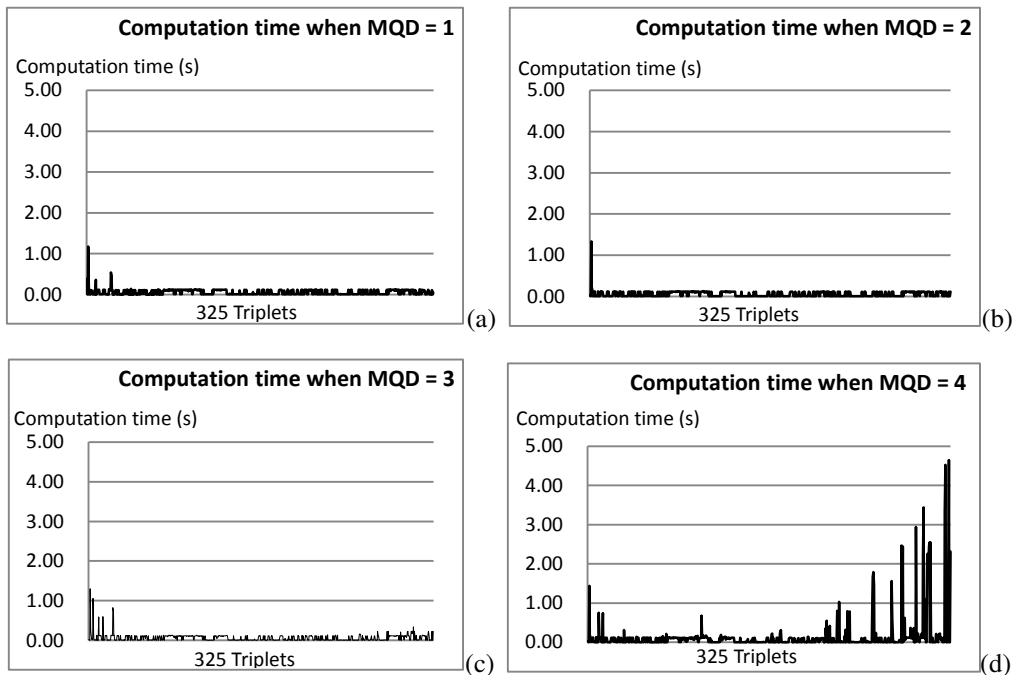 Computation time when MQD = 1
Computation time (s)
5.00
4.00
3.00
2.00
1.00
0.00
325 Triplets
(a)
Computation time when MQD = 2
Computation time (s)
5.00
4.00
3.00
2.00
1.00
0.00
325 Triplets
(b)
Computation time when MQD = 3
Computation time (s)
5.00
4.00
3.00
2.00
1.00
0.00
325 Triplets
(c)
Computation time when MQD = 4
Computation time (s)
5.00
4.00
3.00
2.00
1.00
0.00
325 Triplets
(d)